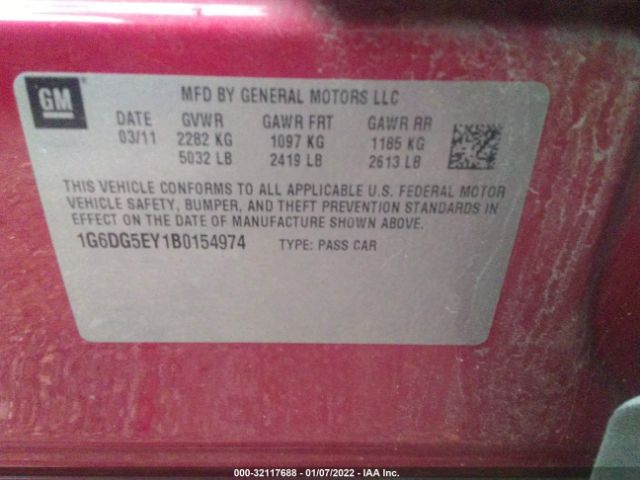 GM
MFD BY GENERAL MOTORS LLC
DATE GVWR GAWR FRT GAWR RR
03/11 2282 KG 1097 KG 1185 KG
5032 LB 2419 LB 2613 LB
THIS VEHICLE CONFORMS TO ALL APPLICABLE U.S. FEDERAL MOTOR
VEHICLE SAFETY, BUMPER, AND THEFT PREVENTION STANDARDS IN
EFFECT ON THE DATE OF MANUFACTURE SHOWN ABOVE.
1G6DG5EY1B0154974 TYPE: PASS CAR
000-32117688 - 01/07/2022 - IAA Inc.